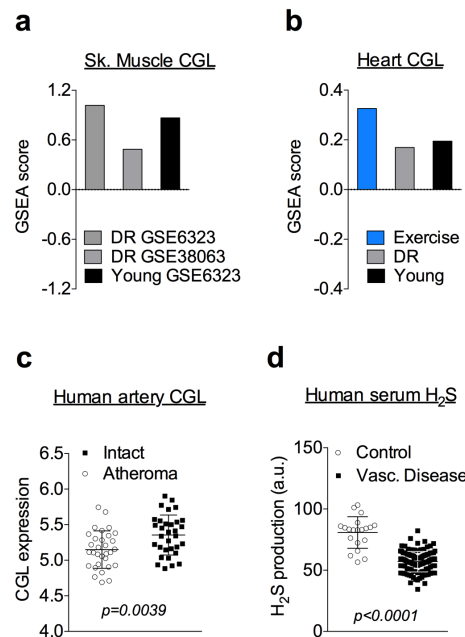 a
Sk. Muscle CGL
GSEA score
1.2
0.6
0.0
-0.6
-1.2
DR GSE6323
DR GSE38063
Young GSE6323
b
Heart CGL
GSEA score
0.4
0.2
0.0
-0.2
-0.4
Exercise
DR
Young
c
Human artery CGL
CGL expression
6.5
6.0
5.5
5.0
4.5
4.0
Intact
Atheroma
p=0.0039
d
Human serum H₂S
H₂S production (a.u.)
150
100
50
0
Control
Vasc. Disease
p<0.0001